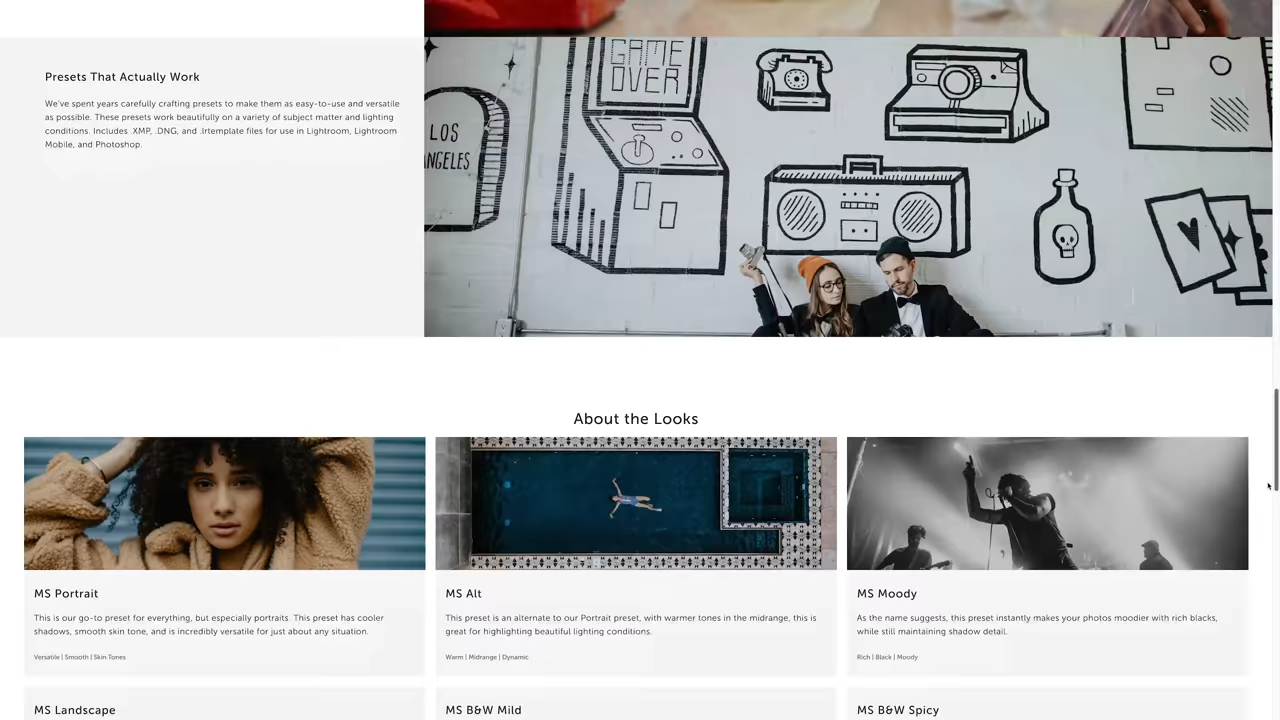 Presets That Actually Work
We've spent years carefully crafting presets to make them as easy-to-use and versatile
as possible. These presets work beautifully on a variety of subject matter and lighting
conditions. Includes .XMP, .DNG, and .lrtemplate files for use in Lightroom, Lightroom
Mobile, and Photoshop.
GAME
OVER
LOS
ANGELES
About the Looks
MS Portrait
This is our go-to preset for everything, but especially portraits. This preset has cooler
shadows, smooth skin tone, and is incredibly versatile for just about any situation.
Versatile | Smooth | Skin-Tones
MS Alt
This preset is an alternate to our Portrait preset, with warmer tones in the midrange, this is
great for highlighting beautiful lighting conditions.
Warm | Midrange | Dynamic
MS Moody
As the name suggests, this preset instantly makes your photos moodier with rich blacks,
while still maintaining shadow detail.
Rich | Black | Moody
MS Landscape
MS B&W Mild
MS B&W Spicy